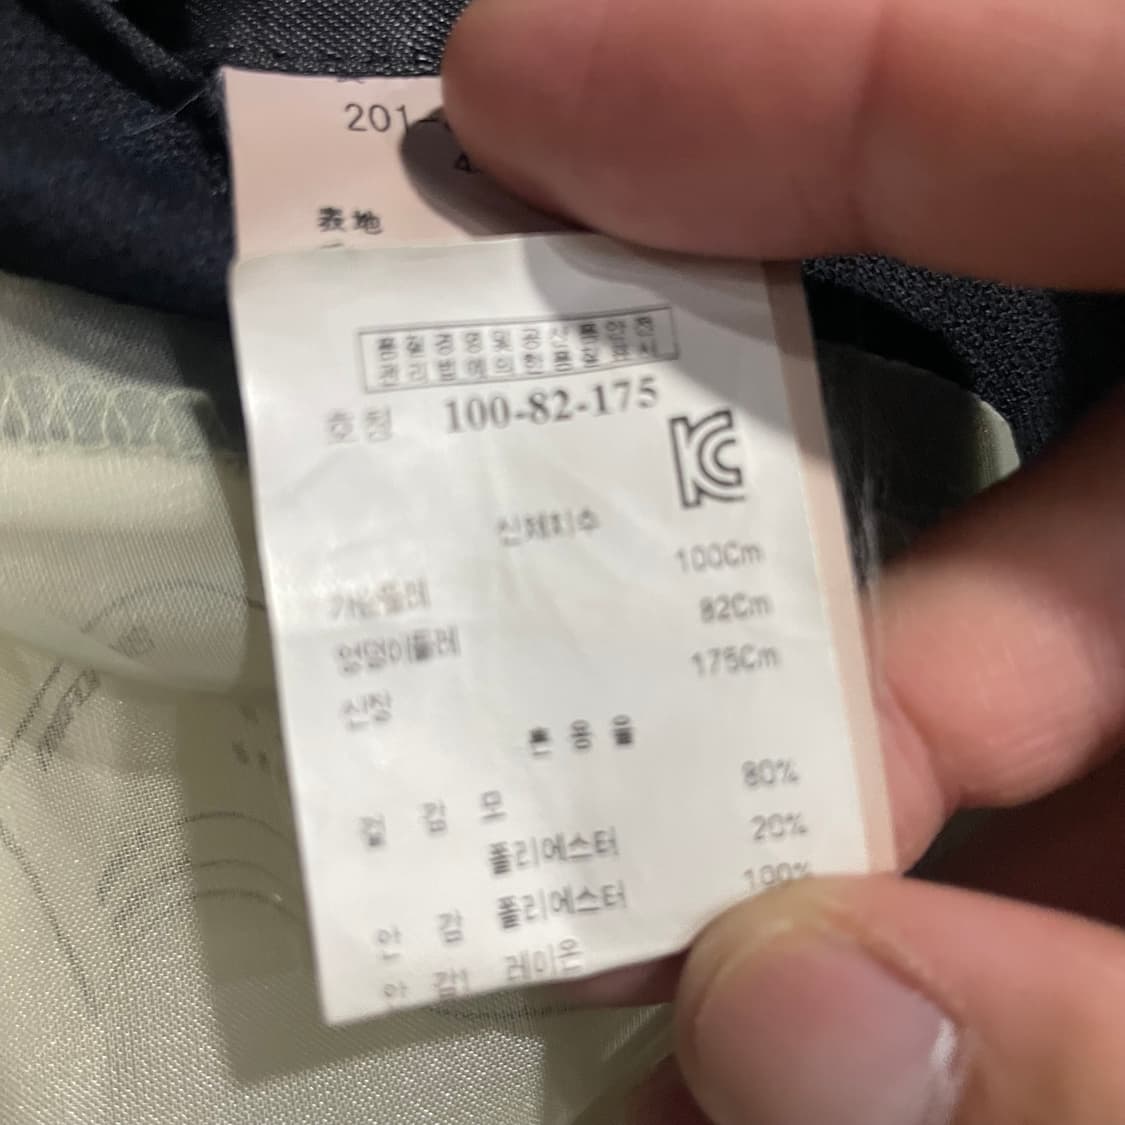 201
4
表地
품질경영및공산품안전
관리법에의한품질표시
호칭 100-82-175
신체치수
가슴둘레 100Cm
엉덩이둘레 82Cm
신장 175Cm
혼용율
겉감 모 80%
폴리에스터 20%
안감 폴리에스터 100%
안감1 레이온